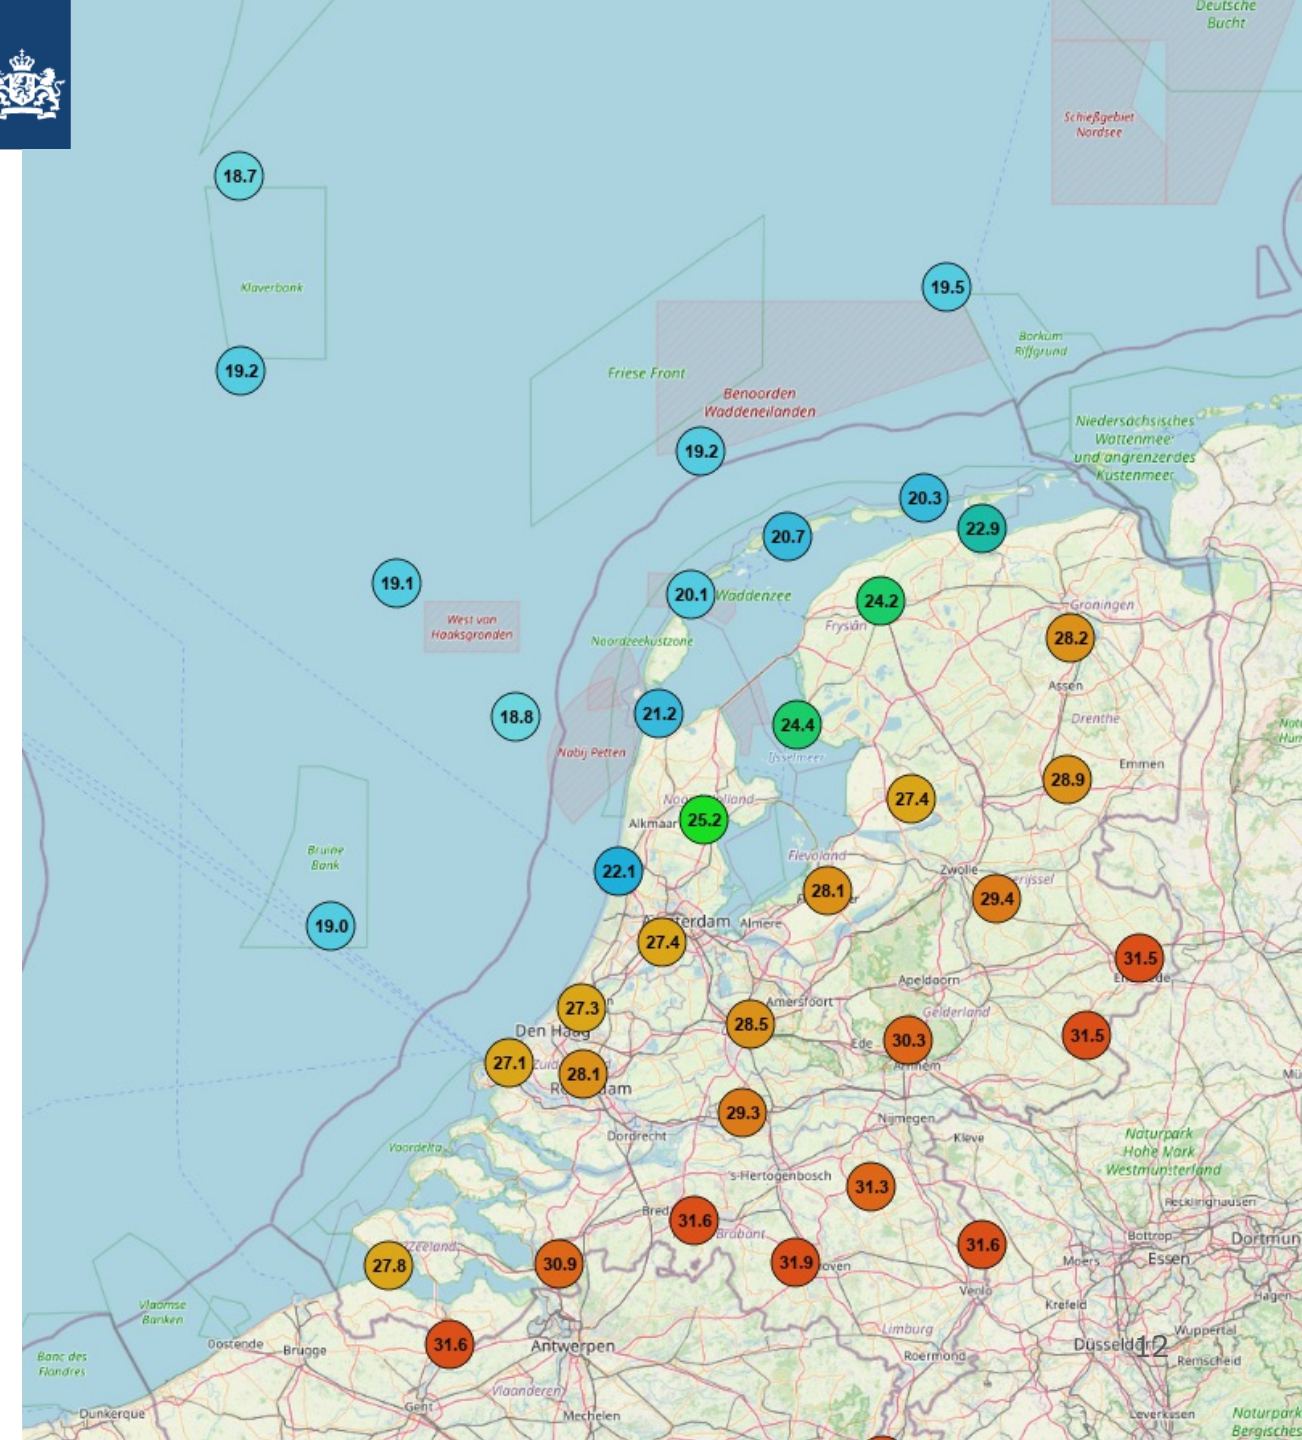 Deutsche
Bucht
Schießgebiet
Nordsee
18.7
Klaverbank
19.5
Borkum
Riffgrund
19.2
Friese Front
Benoorden
Waddeneilanden
Niedersächsisches
Wattenmeer
und angrenzendes
Küstenmeer
19.2
20.3
22.9
20.7
19.1
20.1
Waddenzee
24.2
Groningen
West van
Haaksgronden
Fryslân
28.2
Noordzeekustzone
Assen
18.8
21.2
24.4
Drenthe
Nabij Petten
IJsselmeer
Emmen
28.9
27.4
25.2
Alkmaar
Bruine
Bank
Flevoland
22.1
Zwolle
28.1
29.4
19.0
Amsterdam
Almere
27.4
31.5
Apeldoorn
27.3
Amersfoort
Gelderland
28.5
Den Haag
Ede
30.3
31.5
27.1
28.1
Arnhem
29.3
Nijmegen
Dordrecht
Kleve
Voordelta
Naturpark
Hohe Mark
Westmünsterland
's-Hertogenbosch
31.3
Recklinghausen
31.6
Brabant
Bottrop
Dortmun
Zeeland
31.6
Moers
Essen
27.8
30.9
31.9
oven
Venlo
Hagen
Vlaamse
Banken
Krefeld
Limburg
Wuppertal
Oostende
Brugge
31.6
Antwerpen
Düsseldorf
12
Banc des
Flandres
Roermond
Remscheid
Vlaanderen
Gent
Dunkerque
Mechelen
Leverkusen
Naturpark
Bergisches